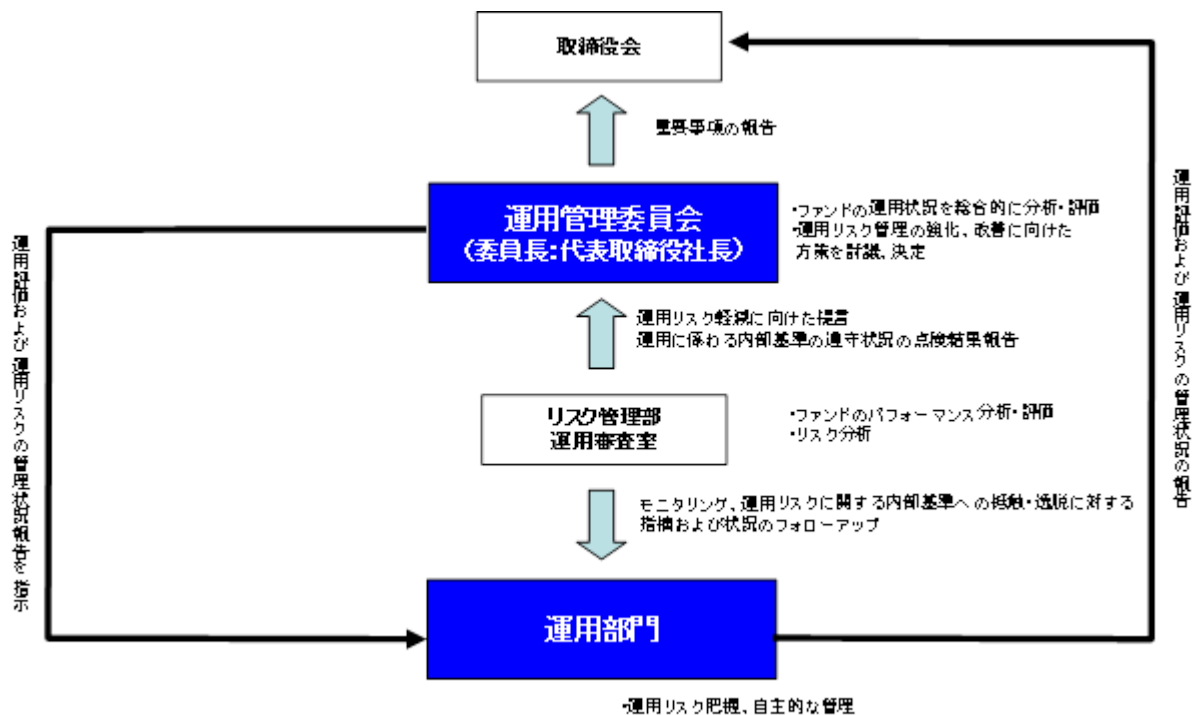 取締役会
重要事項の報告
運用管理委員会
(委員長:代表取締役社長)
・ファンドの運用状況を総合的に分析・評価
・運用リスク管理の強化、改善に向けた
方策を討議、決定
運用リスク軽減に向けた提言
運用に係わる内部基準の遵守状況の点検結果報告
リスク管理部
運用審査室
・ファンドのパフォーマンス分析・評価
・リスク分析
モニタリング、運用リスクに関する内部基準への抵触・逸脱に対する
指摘および状況のフォローアップ
運用部門
・運用リスク把握、自主的な管理
運用評価および運用リスクの管理状況報告を指示
運用評価および運用リスクの管理状況の報告